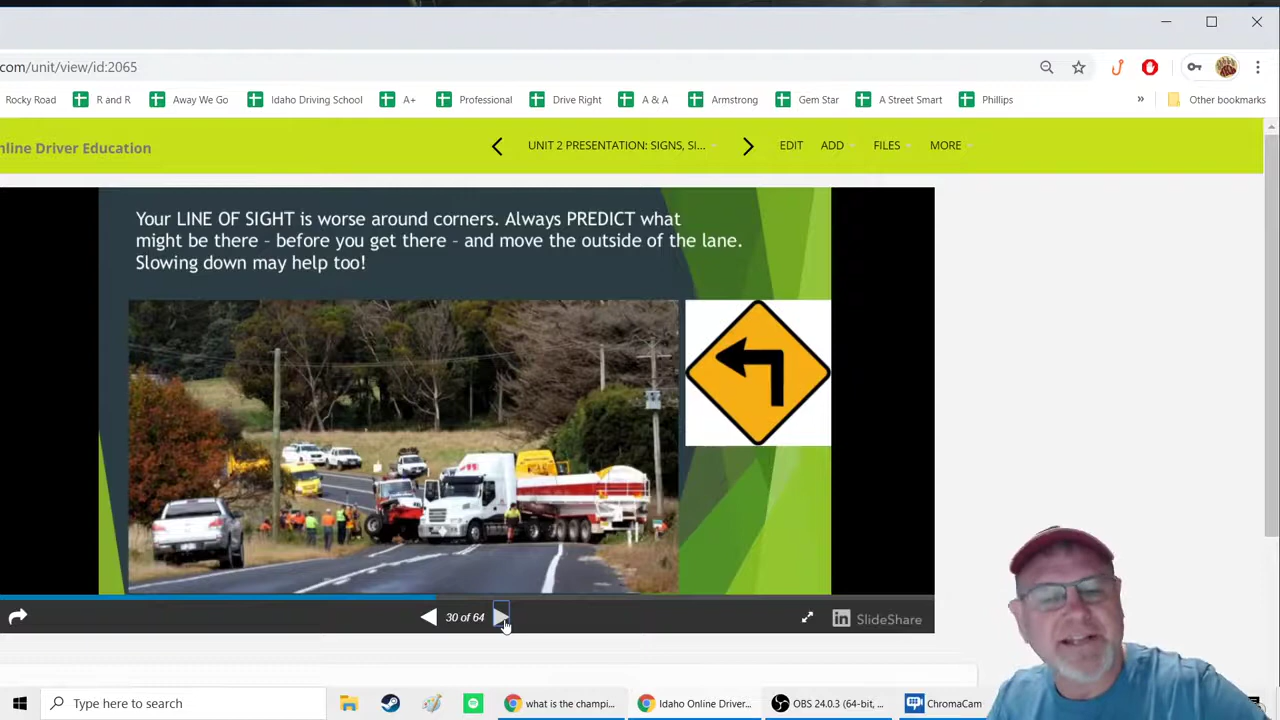 com/unit/view/id:2065
Rocky Road R and R Away We Go Idaho Driving School A+ Professional Drive Right A & A Armstrong Gem Star A Street Smart Phillips » Other bookmarks
nline Driver Education
UNIT 2 PRESENTATION: SIGNS, SI... EDIT ADD FILES MORE
Your LINE OF SIGHT is worse around corners. Always PREDICT what
might be there - before you get there - and move the outside of the lane.
Slowing down may help too!
30 of 64
in SlideShare
Type here to search
what is the champi...
Idaho Online Driver...
OBS 24.0.3 (64-bit, ...
ChromaCam